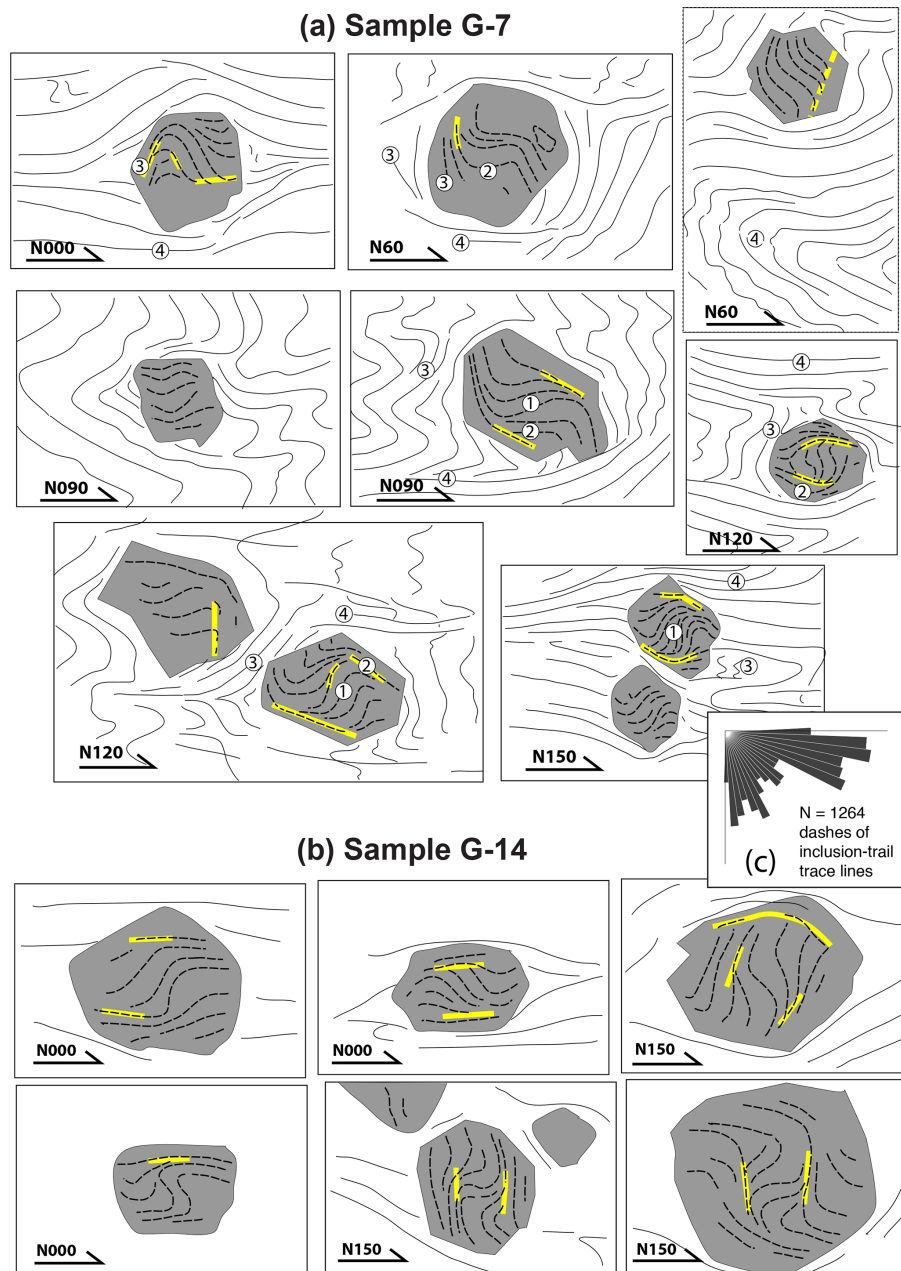 (a) Sample G-7
3
4
N000
3
3
2
4
N60
4
N60
N090
3
1
2
4
N090
4
3
2
N120
4
3
2
1
N120
4
1
3
N150
N = 1264
dashes of
inclusion-trail
trace lines
(c)
(b) Sample G-14
N000
N000
N150
N000
N150
N150